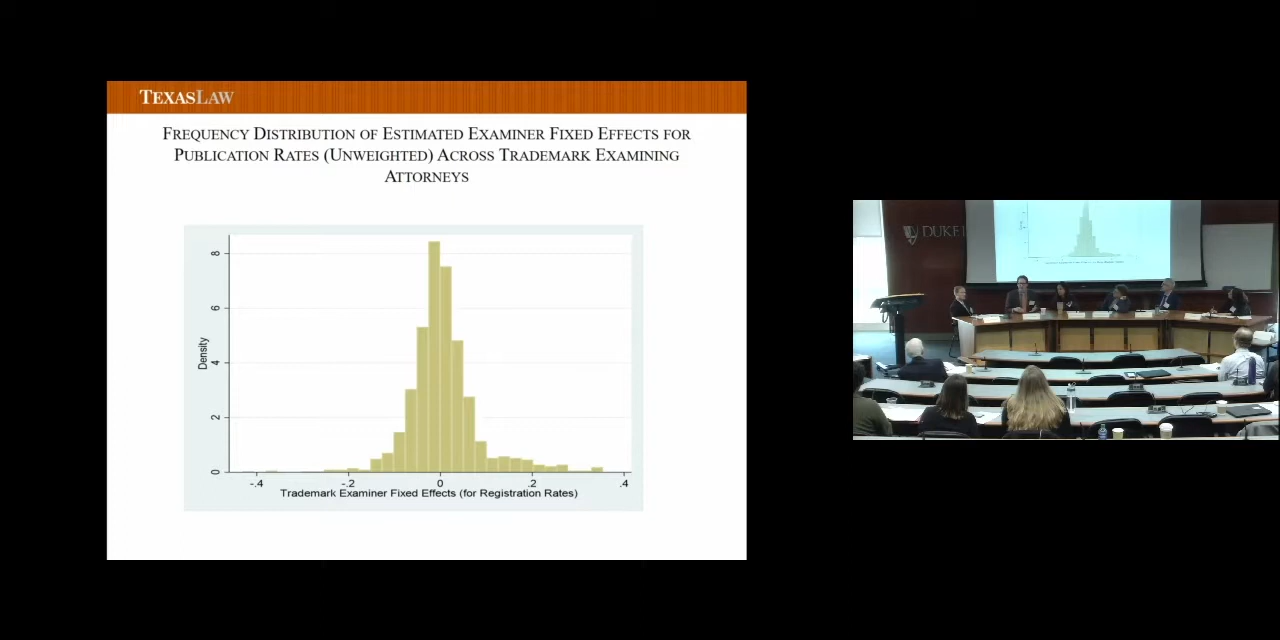 TEXASLAW
FREQUENCY DISTRIBUTION OF ESTIMATED EXAMINER FIXED EFFECTS FOR
PUBLICATION RATES (UNWEIGHTED) ACROSS TRADEMARK EXAMINING
ATTORNEYS
8
6
4
2
0
Density
-.4 -.2 0 .2 .4
Trademark Examiner Fixed Effects (for Registration Rates)
DUKE